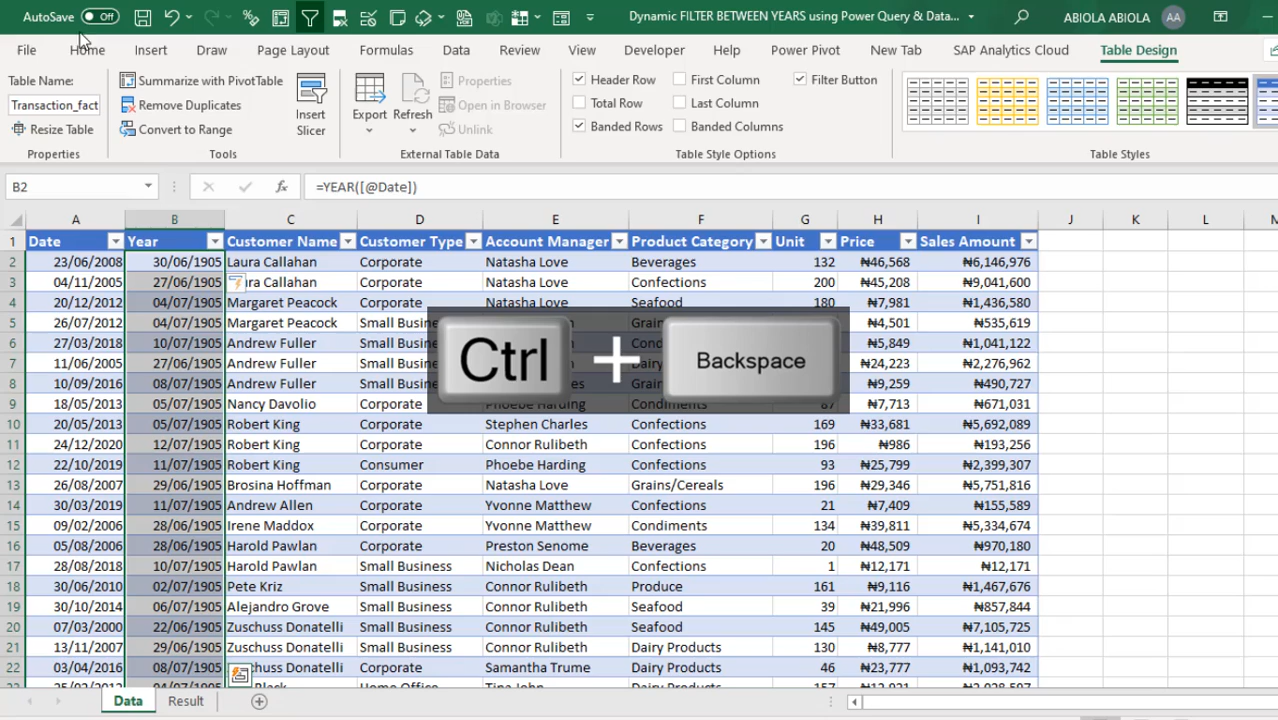 AutoSave Off Dynamic FILTER BETWEEN YEARS using Power Query & Data... ABIOLA ABIOLA AA
File Home Insert Draw Page Layout Formulas Data Review View Developer Help Power Pivot New Tab SAP Analytics Cloud Table Design
Table Name: Summarize with PivotTable Properties Header Row First Column Filter Button
Transaction_fact Remove Duplicates Insert Slicer Export Refresh Open in Browser Total Row Last Column
Resize Table Convert to Range Unlink Banded Rows Banded Columns
Properties Tools External Table Data Table Style Options Table Styles
B2 fx =YEAR([@Date])
A B C D E F G H I J K L M
1 Date Year Customer Name Customer Type Account Manager Product Category Unit Price Sales Amount
2 23/06/2008 30/06/1905 Laura Callahan Corporate Natasha Love Beverages 132 ₦46,568 ₦6,146,976
3 04/11/2005 27/06/1905 ra Callahan Corporate Natasha Love Confections 200 ₦45,208 ₦9,041,600
4 20/12/2012 04/07/1905 Margaret Peacock Corporate Natasha Love Seafood 180 ₦7,981 ₦1,436,580
5 26/07/2012 04/07/1905 Margaret Peacock Small Busine ₦4,501 ₦535,619
6 27/03/2018 10/07/1905 Andrew Fuller Small Busine ₦5,849 ₦1,041,122
7 11/06/2005 27/06/1905 Andrew Fuller Small Busine ₦24,223 ₦2,276,962
8 10/09/2016 08/07/1905 Andrew Fuller Small Busine ₦9,259 ₦490,727
9 18/05/2013 05/07/1905 Nancy Davolio Corporate Phoebe Harding Condiments 87 ₦7,713 ₦671,031
Ctrl + Backspace
10 20/05/2013 05/07/1905 Robert King Corporate Stephen Charles Confections 169 ₦33,681 ₦5,692,089
11 24/12/2020 12/07/1905 Robert King Corporate Connor Rulibeth Confections 196 ₦986 ₦193,256
12 22/10/2019 11/07/1905 Robert King Consumer Phoebe Harding Confections 93 ₦25,799 ₦2,399,307
13 26/08/2007 29/06/1905 Brosina Hoffman Corporate Natasha Love Grains/Cereals 196 ₦29,346 ₦5,751,816
14 30/03/2019 11/07/1905 Andrew Allen Corporate Yvonne Matthew Confections 21 ₦7,409 ₦155,589
15 09/02/2006 28/06/1905 Irene Maddox Corporate Yvonne Matthew Condiments 134 ₦39,811 ₦5,334,674
16 05/08/2006 28/06/1905 Harold Pawlan Corporate Preston Senome Beverages 20 ₦48,509 ₦970,180
17 28/08/2018 10/07/1905 Harold Pawlan Small Business Nicholas Dean Confections 1 ₦12,171 ₦12,171
18 30/06/2010 02/07/1905 Pete Kriz Small Business Connor Rulibeth Produce 161 ₦9,116 ₦1,467,676
19 30/10/2014 06/07/1905 Alejandro Grove Small Business Connor Rulibeth Seafood 39 ₦21,996 ₦857,844
20 07/03/2000 22/06/1905 Zuschuss Donatelli Small Business Connor Rulibeth Seafood 145 ₦49,005 ₦7,105,725
21 13/11/2007 29/06/1905 Zuschuss Donatelli Small Business Connor Rulibeth Dairy Products 130 ₦8,777 ₦1,141,010
22 03/04/2016 08/07/1905 chuss Donatelli Corporate Samantha Trume Dairy Products 46 ₦23,777 ₦1,093,742
Data Result